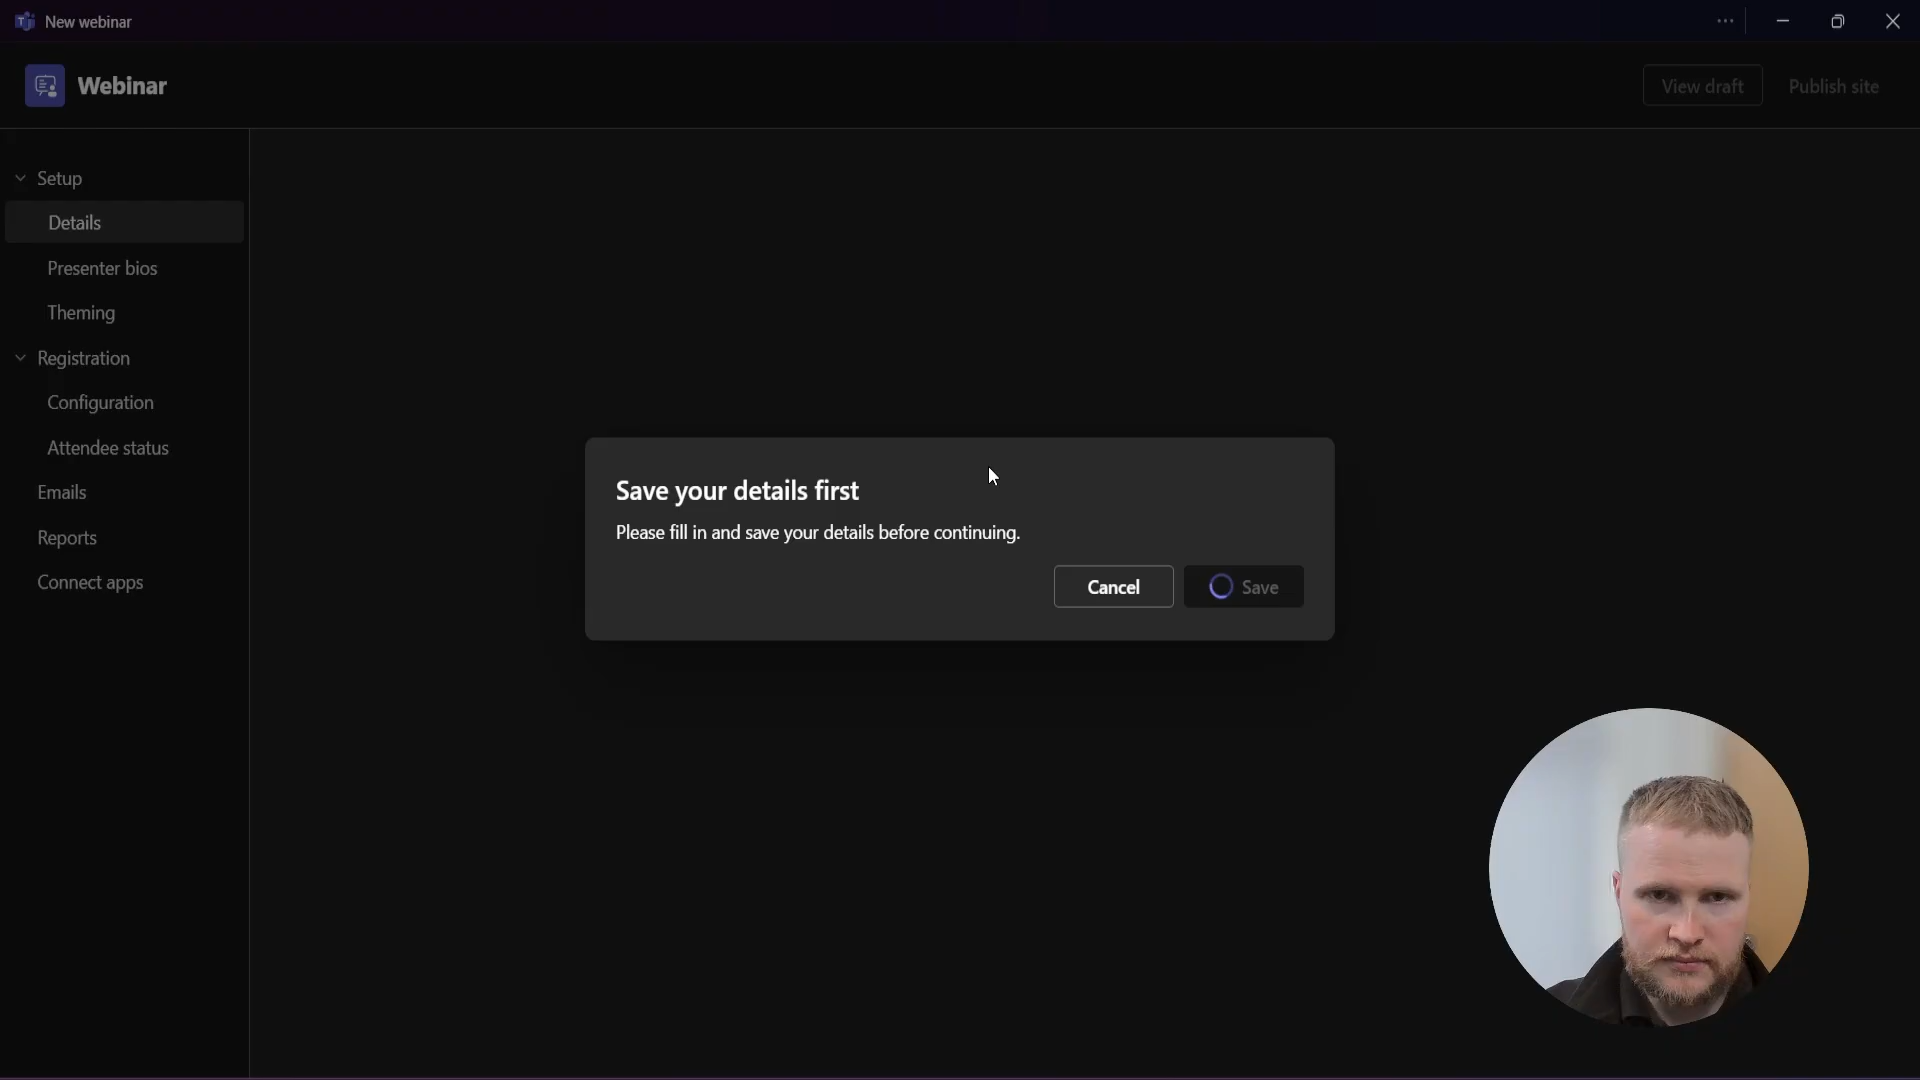 New webinar
Webinar
View draft
Publish site
Setup
Details
Presenter bios
Theming
Registration
Configuration
Attendee status
Emails
Reports
Connect apps
Save your details first
Please fill in and save your details before continuing.
Cancel
Save